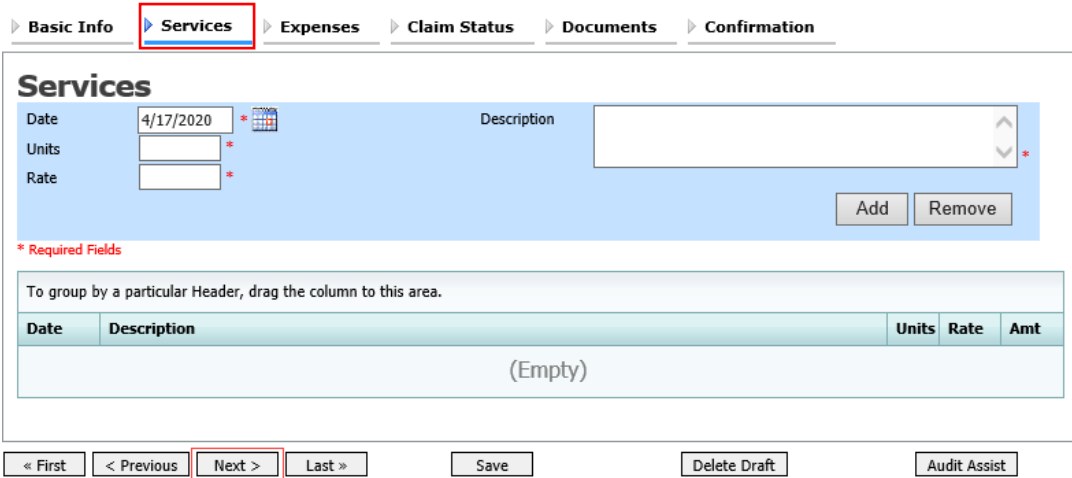 Basic Info Services Expenses Claim Status Documents Confirmation
Services
Date 4/17/2020 * Description
Units *
Rate * *
Add Remove
* Required Fields
To group by a particular Header, drag the column to this area.
Date Description Units Rate Amt
(Empty)
« First < Previous Next > Last » Save Delete Draft Audit Assist